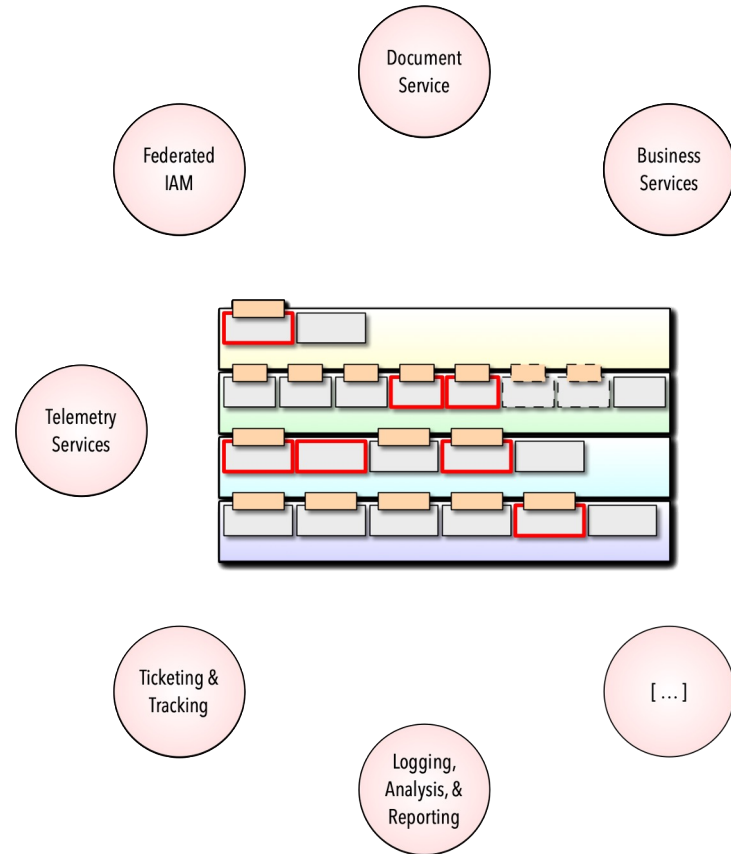 Document
Service
Federated
IAM
Business
Services
Telemetry
Services
Ticketing &
Tracking
[ ... ]
Logging,
Analysis, &
Reporting